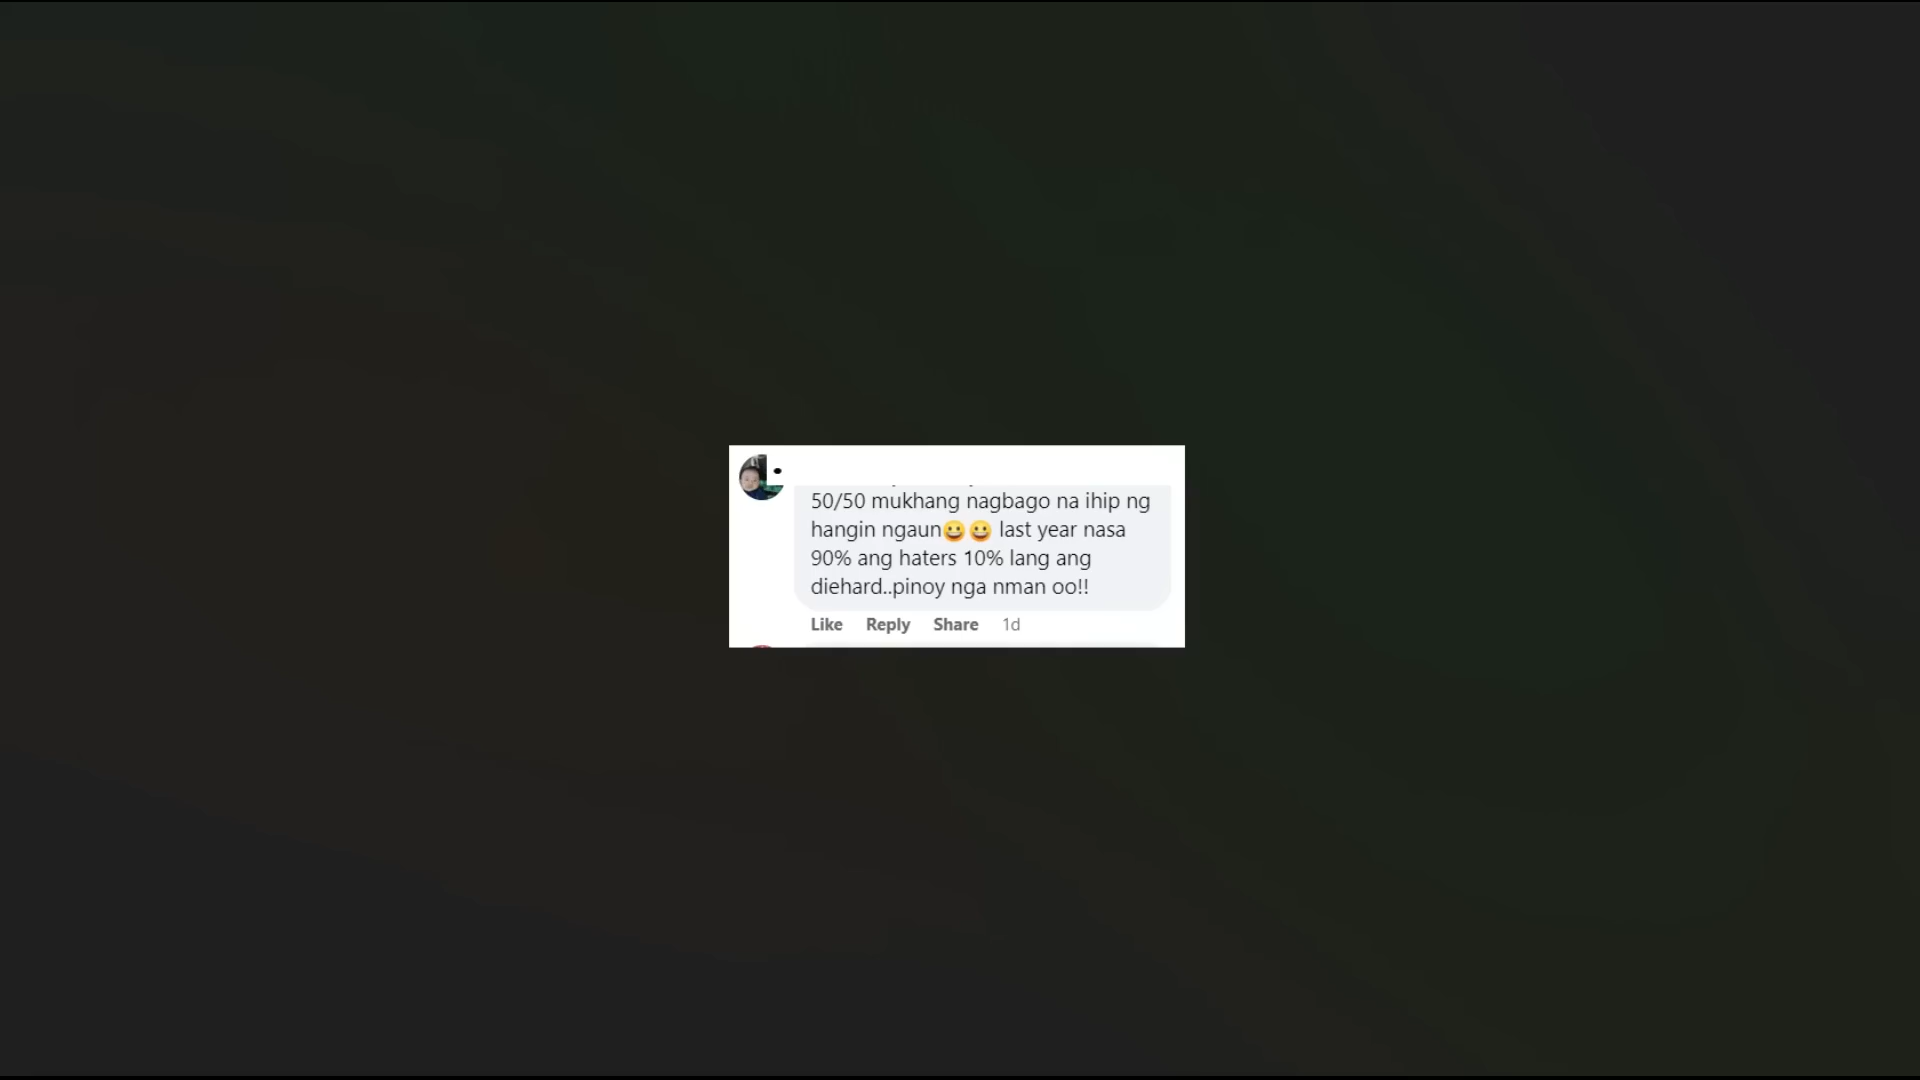 50/50 mukhang nagbago na ihip ng
hangin ngaun😀😀 last year nasa
90% ang haters 10% lang ang
diehard..pinoy nga nman oo!!
Like Reply Share 1d